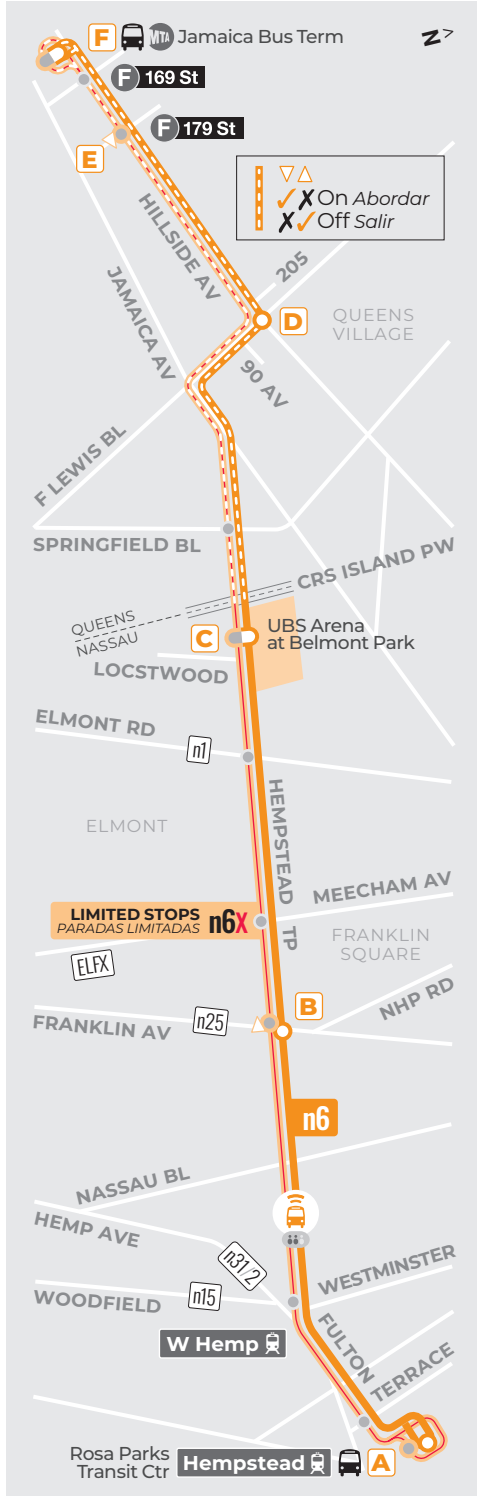 F MTA Jamaica Bus Term
N
F 169 St
F 179 St
E
On Abordar
Off Salir
HILLSIDE AV
205
JAMAICA AV
D
QUEENS
VILLAGE
90 AV
F LEWIS BL
SPRINGFIELD BL
CRS ISLAND PW
QUEENS
NASSAU
C
UBS Arena
at Belmont Park
LOCSTWOOD
ELMONT RD
n1
HEMPSTEAD TP
ELMONT
MEECHAM AV
LIMITED STOPS
PARADAS LIMITADAS
n6X
FRANKLIN
SQUARE
ELFX
NHP RD
n25
B
FRANKLIN AV
n6
NASSAU BL
HEMP AVE
n31/2
WESTMINSTER
n15
WOODFIELD
W Hemp
FULTON
TERRACE
Rosa Parks
Transit Ctr
Hempstead
A